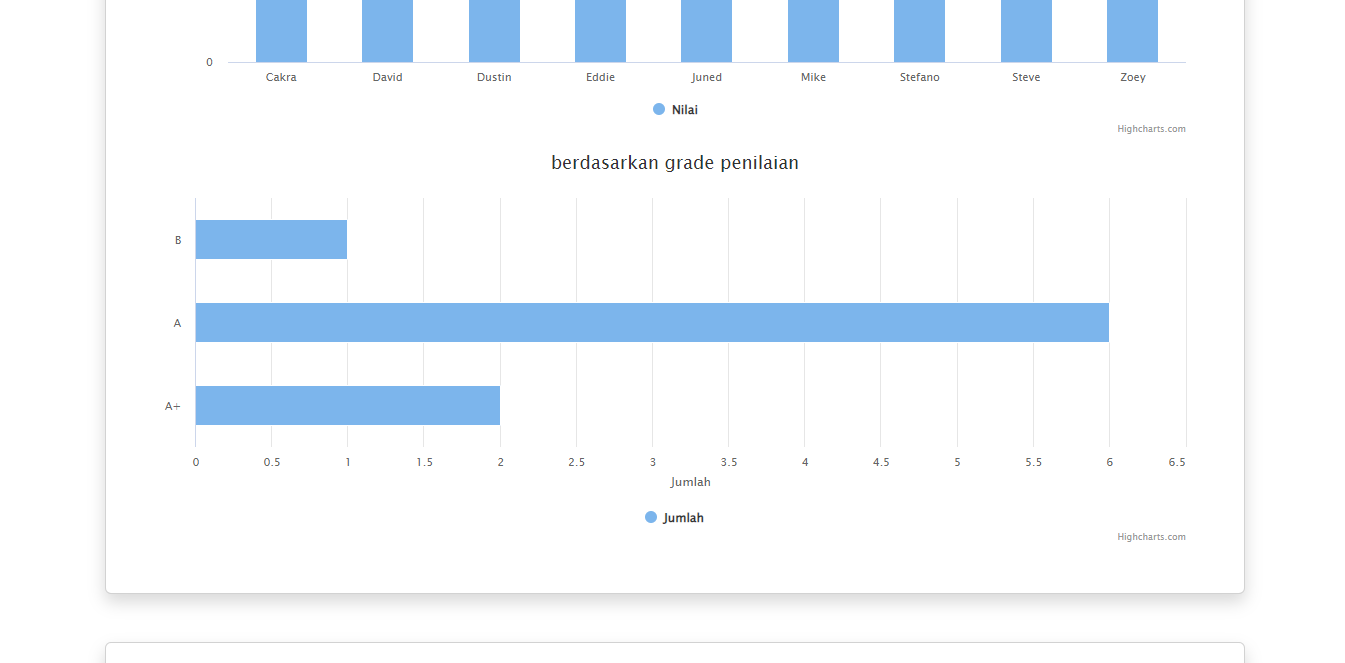 0
Cakra David Dustin Eddie Juned Mike Stefano Steve Zoey
Nilai
Highcharts.com
berdasarkan grade penilaian
B
A
A+
0 0.5 1 1.5 2 2.5 3 3.5 4 4.5 5 5.5 6 6.5
Jumlah
Jumlah
Highcharts.com